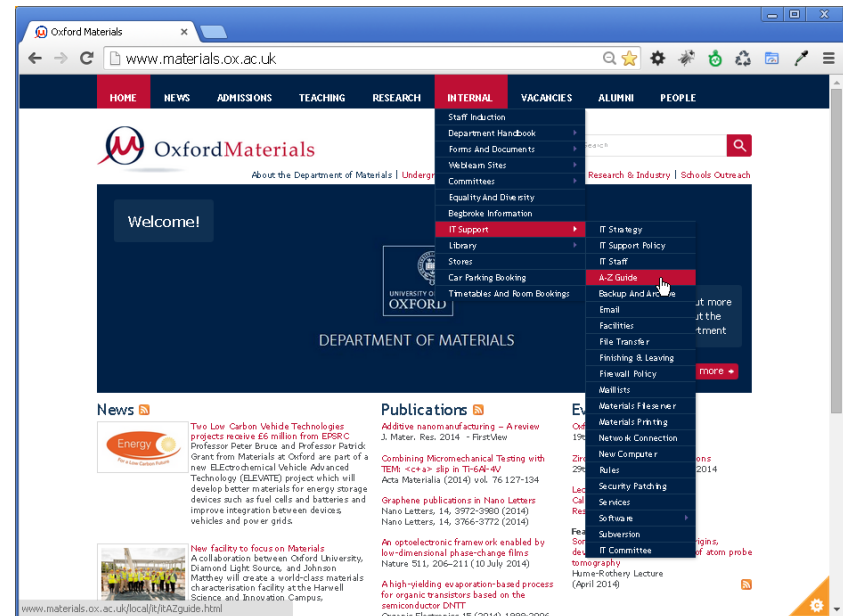 Oxford Materials
www.materials.ox.ac.uk
HOME NEWS ADMISSIONS TEACHING RESEARCH INTERNAL VACANCIES ALUMNI PEOPLE
Staff Induction
Department Handbook
Forms And Documents
Weblearn Sites
Committees
Equality And Diversity
Begbroke Information
IT Support
Library
Stores
Car Parking Booking
Timetables And Room Bookings
IT Strategy
IT Support Policy
IT Staff
A-Z Guide
Backup And Archive
Email
Facilities
File Transfer
Finishing & Leaving
Firewall Policy
Maillists
Materials Fileserver
Materials Printing
Network Connection
New Computer
Rules
Security Patching
Services
Software
Subversion
IT Committee
OxfordMaterials
About the Department of Materials | Research & Industry | Schools Outreach
Welcome!
UNIVERSITY O
OXFORD
DEPARTMENT OF MATERIALS
more
News
Energy
For a Low Carbon Future
Two Low Carbon Vehicle Technologies
projects receive £6 million from EPSRC
Professor Peter Bruce and Professor Patrick
Grant from Materials at Oxford are part of a
new ELEctrochemical Vehicle Advanced
Technology (ELEVATE) project which will
develop better materials for energy storage
devices such as fuel cells and batteries and
improve integration between devices,
vehicles and power grids.
New facility to focus on Materials
A collaboration between Oxford University,
Diamond Light Source, and Johnson
Matthey will create a world-class materials
characterisation facility at the Harwell
Science and Innovation Campus,
Publications
Additive nanomanufacturing – A review
J. Mater. Res. 2014 - FirstView
Combining Micromechanical Testing with
TEM: <c+a> slip in Ti-6Al-4V
Acta Materialia (2014) vol. 76 127-134
Graphene publications in Nano Letters
Nano Letters, 14, 3972-3980 (2014)
Nano Letters, 14, 3766-3772 (2014)
An optoelectronic framework enabled by
low-dimensional phase-change films
Nature 511, 206–211 (10 July 2014)
A high-yielding evaporation-based process
for organic transistors based on the
semiconductor DNTT
2014
of atom probe
tomography
Hume-Rothery Lecture
(April 2014)
www.materials.ox.ac.uk/local/it/itAZguide.html